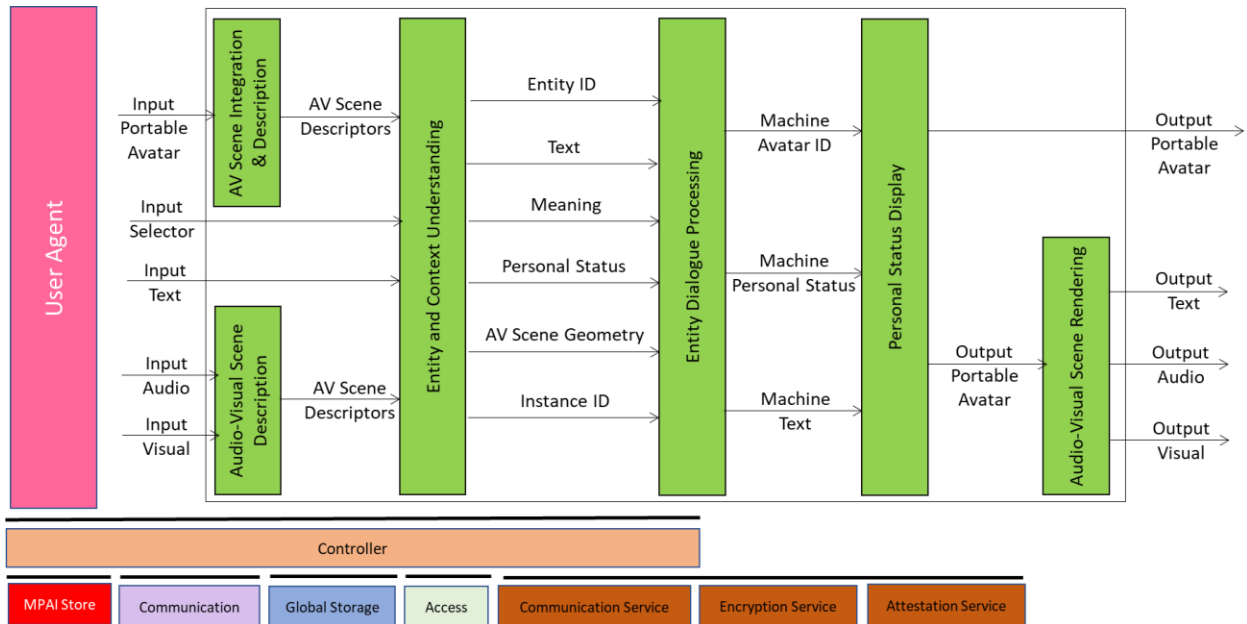 User Agent
Input
Portable
Avatar
Input
Selector
Input
Text
Input
Audio
Input
Visual
AV Scene Integration
& Description
Audio-Visual Scene
Description
AV Scene
Descriptors
AV Scene
Descriptors
Entity and Context Understanding
Entity ID
Text
Meaning
Personal Status
AV Scene Geometry
Instance ID
Entity Dialogue Processing
Machine
Avatar ID
Machine
Personal Status
Machine
Text
Personal Status Display
Output
Portable
Avatar
Audio-Visual Scene Rendering
Output
Portable
Avatar
Output
Text
Output
Audio
Output
Visual
Controller
MPAI Store
Communication
Global Storage
Access
Communication Service
Encryption Service
Attestation Service